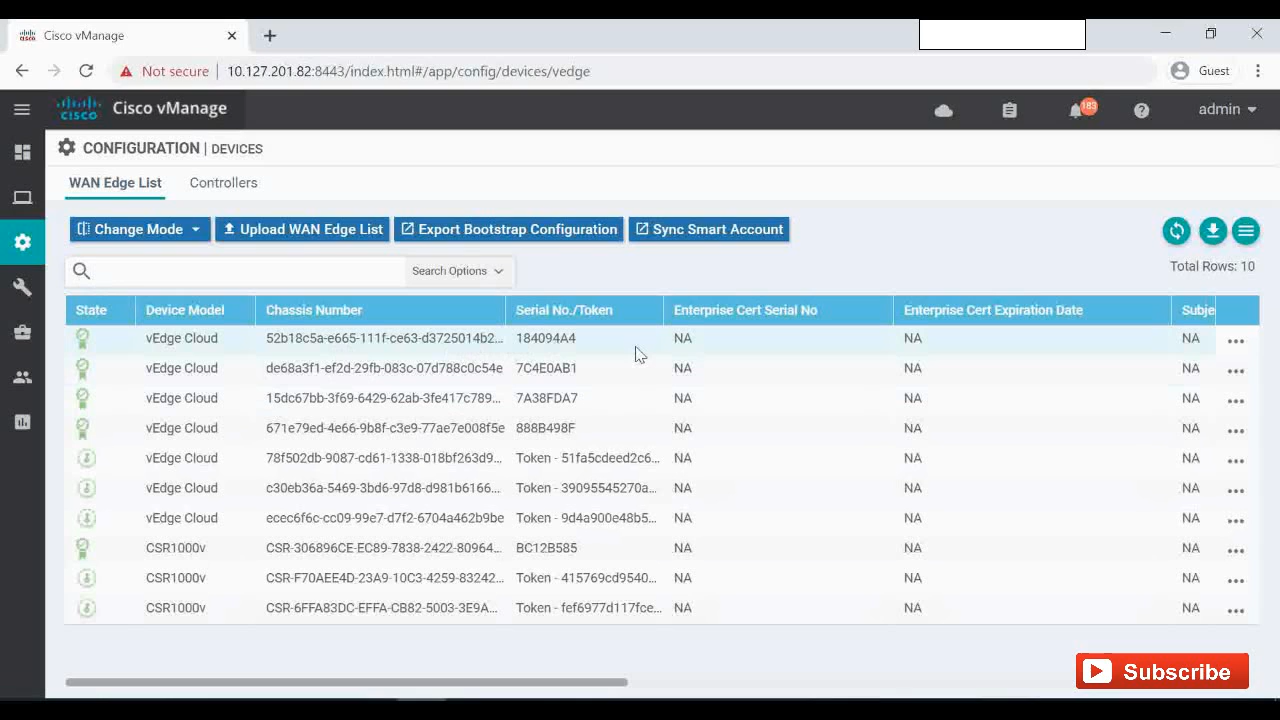 Cisco vManage
Not secure 10.127.201.82:8443/index.html#/app/config/devices/vedge Guest
cisco Cisco vManage 183 admin
CONFIGURATION | DEVICES
WAN Edge List Controllers
Change Mode Upload WAN Edge List Export Bootstrap Configuration Sync Smart Account
Search Options Total Rows: 10
State Device Model Chassis Number Serial No./Token Enterprise Cert Serial No Enterprise Cert Expiration Date Subje
vEdge Cloud 52b18c5a-e665-111f-ce63-d3725014b2... 184094A4 NA NA NA
vEdge Cloud de68a3f1-ef2d-29fb-083c-07d788c0c54e 7C4E0AB1 NA NA NA
vEdge Cloud 15dc67bb-3f69-6429-62ab-3fe417c789... 7A38FDA7 NA NA NA
vEdge Cloud 671e79ed-4e66-9b8f-c3e9-77ae7e008f5e 888B498F NA NA NA
vEdge Cloud 78f502db-9087-cd61-1338-018bf263d9... Token - 51fa5cdeed2c6... NA NA NA
vEdge Cloud c30eb36a-5469-3bd6-97d8-d981b6166... Token - 39095545270a... NA NA NA
vEdge Cloud ecec6f6c-cc09-99e7-d7f2-6704a462b9be Token - 9d4a900e48b5... NA NA NA
CSR1000v CSR-306896CE-EC89-7838-2422-80964... BC12B585 NA NA NA
CSR1000v CSR-F70AEE4D-23A9-10C3-4259-83242... Token - 415769cd9540... NA NA NA
CSR1000v CSR-6FFA83DC-EFFA-CB82-5003-3E9A... Token - fef6977d117fce... NA NA NA
Subscribe